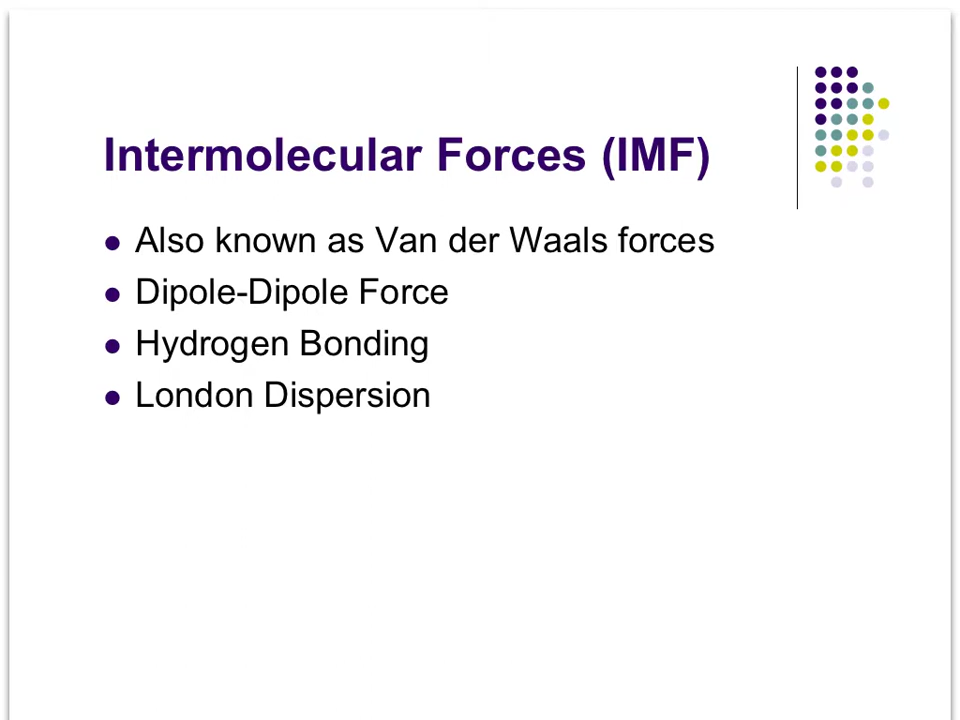 Intermolecular Forces (IMF)
Also known as Van der Waals forces
Dipole-Dipole Force
Hydrogen Bonding
London Dispersion